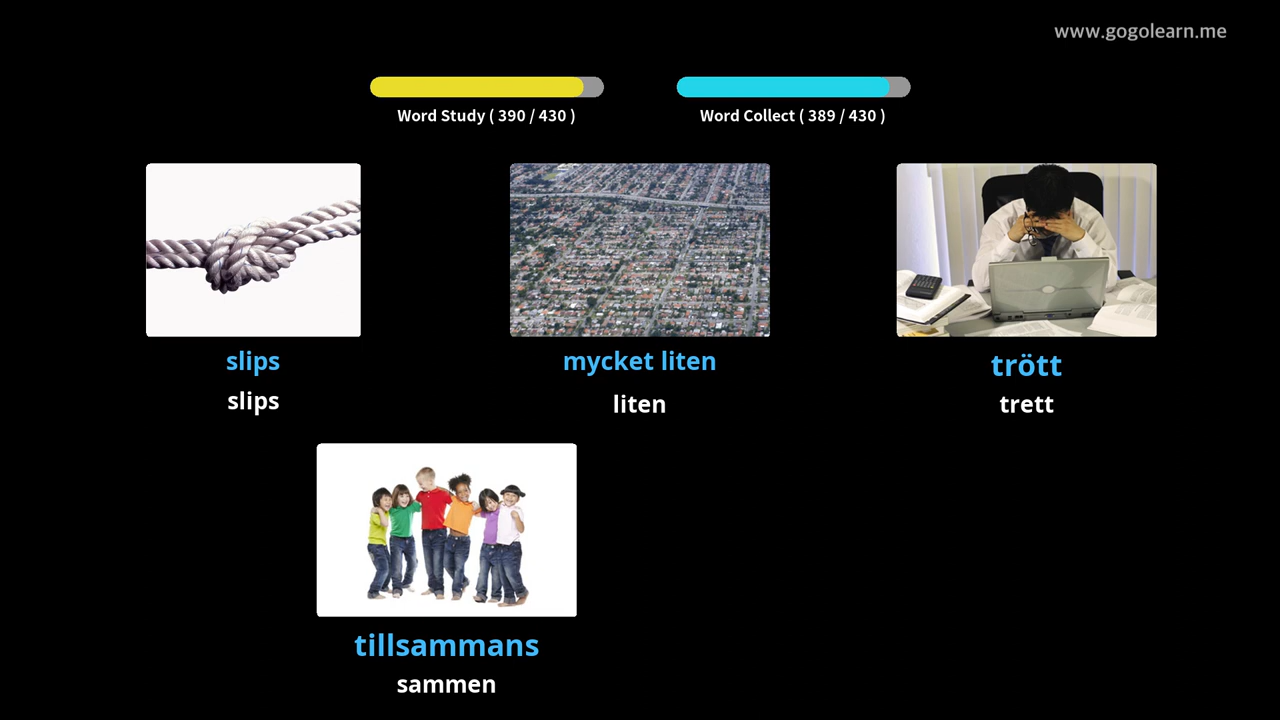 www.gogolearn.me
Word Study ( 390 / 430 )
Word Collect ( 389 / 430 )
slips
slips
mycket liten
liten
trött
trett
tillsammans
sammen